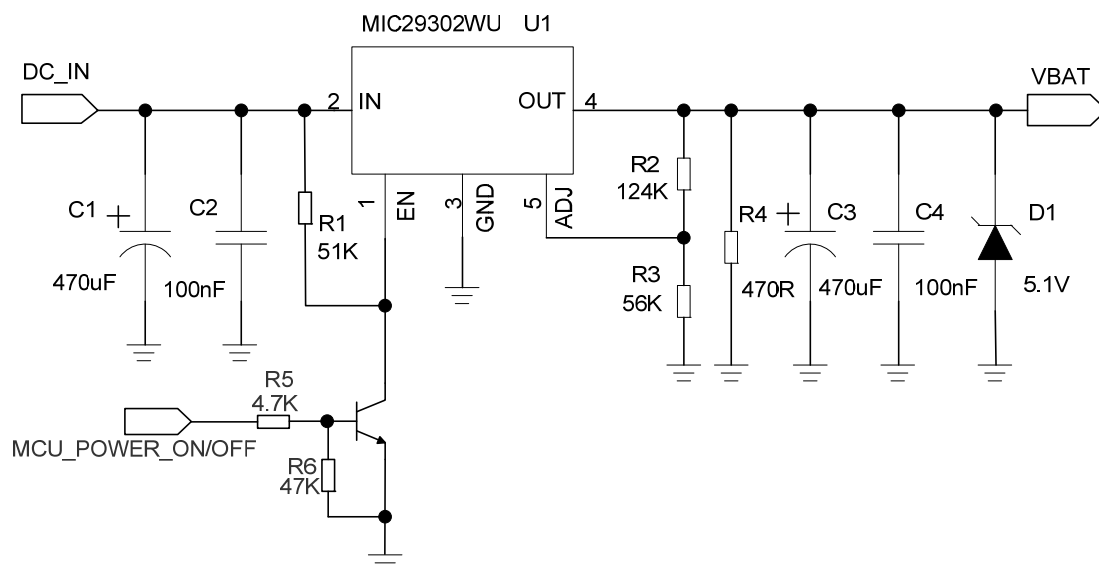 MIC29302WU U1
DC_IN
VBAT
2 IN
OUT 4
1
EN
3
GND
5
ADJ
R2
124K
C1 +
470uF
C2
100nF
R1
51K
R4
470R
+ C3
470uF
C4
100nF
D1
5.1V
R3
56K
R5
4.7K
MCU_POWER_ON/OFF
R6
47K